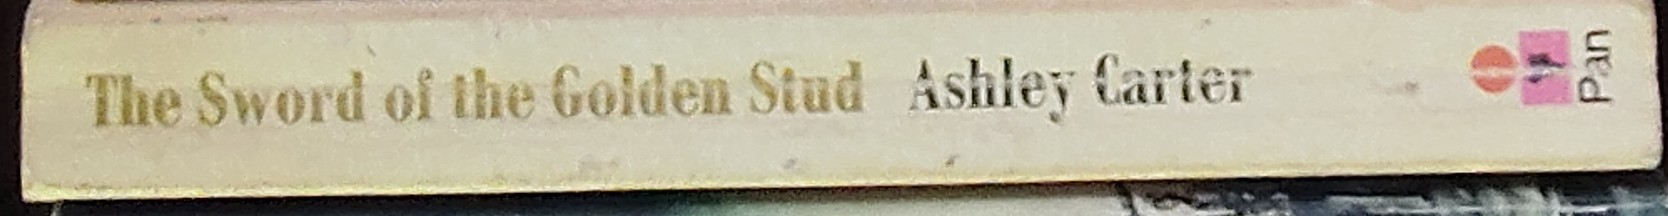 The Sword of the Golden Stud Ashley Carter Pan